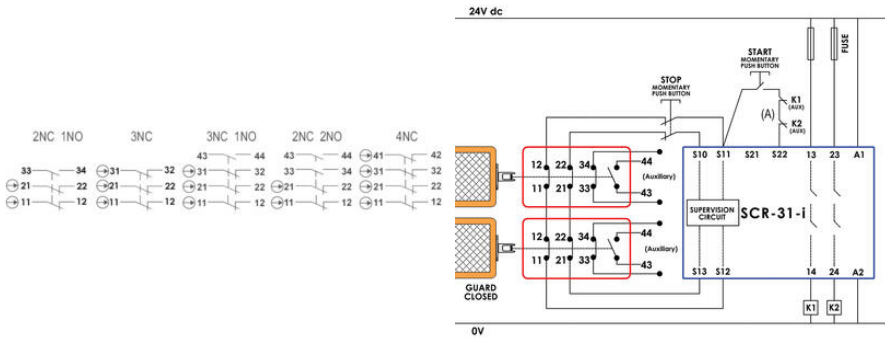 2NC 1NO
3NC
3NC 1NO
2NC 2NO
4NC
33 34
21 22
11 12
31 32
21 22
11 12
43 44
31 32
21 22
11 12
43 44
33 34
21 22
11 12
41 42
31 32
21 22
11 12
24V dc
START
MOMENTARY
PUSH BUTTON
FUSE
STOP
MOMENTARY
PUSH BUTTON
K1
(AUX)
(A)
K2
(AUX)
S10 S11 S21 S22 13 23 A1
12 22 34 44
(Auxiliary)
11 21 33 43
SUPERVISION
CIRCUIT
SCR-31-i
12 22 34 44
(Auxiliary)
11 21 33 43
GUARD
CLOSED
S13 S12 14 24 A2
K1 K2
0V